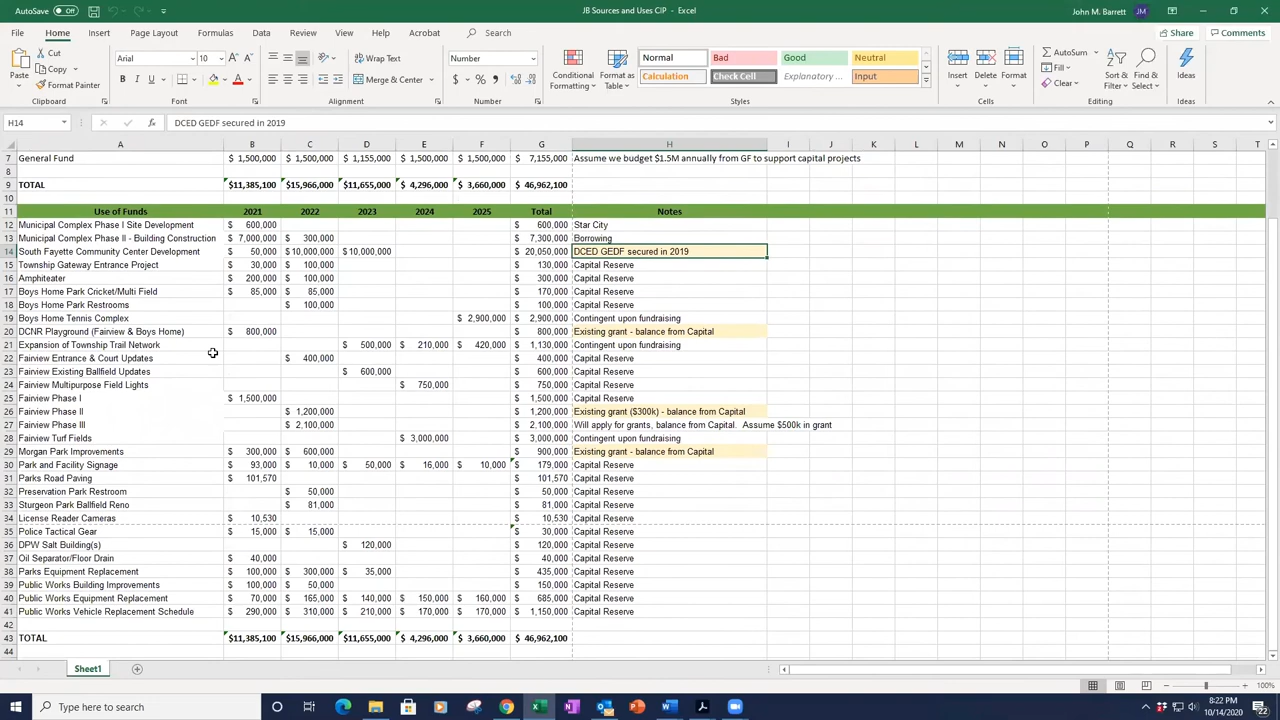 AutoSave Off JB Sources and Uses CIP - Excel John M. Barrett JM
File Home Insert Page Layout Formulas Data Review View Help Acrobat Search Share Comments
Paste Cut Copy Format Painter Clipboard
Arial 10 Font
Wrap Text Merge & Center Alignment
Number Number
Conditional Formatting Format as Table
Normal Bad Good Neutral
Calculation Check Cell Explanatory ... Input
Styles
Insert Delete Format Cells
AutoSum Fill Clear Sort & Filter Find & Select Editing
Ideas Ideas
H14 fx DCED GEDF secured in 2019
A B C D E F G H I J K L M N O P Q R S T
7 General Fund $ 1,500,000 $ 1,500,000 $ 1,155,000 $ 1,500,000 $ 1,500,000 $ 7,155,000 Assume we budget $1.5M annually from GF to support capital projects
8
9 TOTAL $11,385,100 $15,966,000 $11,655,000 $ 4,296,000 $ 3,660,000 $ 46,962,100
10
11 Use of Funds 2021 2022 2023 2024 2025 Total Notes
12 Municipal Complex Phase I Site Development $ 600,000 $ 600,000 Star City
13 Municipal Complex Phase II - Building Construction $ 7,000,000 $ 300,000 $ 7,300,000 Borrowing
14 South Fayette Community Center Development $ 50,000 $10,000,000 $10,000,000 $ 20,050,000 DCED GEDF secured in 2019
15 Township Gateway Entrance Project $ 30,000 $ 100,000 $ 130,000 Capital Reserve
16 Amphiteater $ 200,000 $ 100,000 $ 300,000 Capital Reserve
17 Boys Home Park Cricket/Multi Field $ 85,000 $ 85,000 $ 170,000 Capital Reserve
18 Boys Home Park Restrooms $ 100,000 $ 100,000 Capital Reserve
19 Boys Home Tennis Complex $ 2,900,000 $ 2,900,000 Contingent upon fundraising
20 DCNR Playground (Fairview & Boys Home) $ 800,000 $ 800,000 Existing grant - balance from Capital
21 Expansion of Township Trail Network $ 500,000 $ 210,000 $ 420,000 $ 1,130,000 Contingent upon fundraising
22 Fairview Entrance & Court Updates $ 400,000 $ 400,000 Capital Reserve
23 Fairview Existing Ballfield Updates $ 600,000 $ 600,000 Capital Reserve
24 Fairview Multipurpose Field Lights $ 750,000 $ 750,000 Capital Reserve
25 Fairview Phase I $ 1,500,000 $ 1,500,000 Capital Reserve
26 Fairview Phase II $ 1,200,000 $ 1,200,000 Existing grant ($300k) - balance from Capital
27 Fairview Phase III $ 2,100,000 $ 2,100,000 Will apply for grants, balance from Capital. Assume $500k in grant
28 Fairview Turf Fields $ 3,000,000 $ 3,000,000 Contingent upon fundraising
29 Morgan Park Improvements $ 300,000 $ 600,000 $ 900,000 Existing grant - balance from Capital
30 Park and Facility Signage $ 93,000 $ 10,000 $ 50,000 $ 16,000 $ 10,000 $ 179,000 Capital Reserve
31 Parks Road Paving $ 101,570 $ 101,570 Capital Reserve
32 Preservation Park Restroom $ 50,000 $ 50,000 Capital Reserve
33 Sturgeon Park Ballfield Reno $ 81,000 $ 81,000 Capital Reserve
34 License Reader Cameras $ 10,530 $ 10,530 Capital Reserve
35 Police Tactical Gear $ 15,000 $ 15,000 $ 30,000 Capital Reserve
36 DPW Salt Building(s) $ 120,000 $ 120,000 Capital Reserve
37 Oil Separator/Floor Drain $ 40,000 $ 40,000 Capital Reserve
38 Parks Equipment Replacement $ 100,000 $ 300,000 $ 35,000 $ 435,000 Capital Reserve
39 Public Works Building Improvements $ 100,000 $ 50,000 $ 150,000 Capital Reserve
40 Public Works Equipment Replacement $ 70,000 $ 165,000 $ 140,000 $ 150,000 $ 160,000 $ 685,000 Capital Reserve
41 Public Works Vehicle Replacement Schedule $ 290,000 $ 310,000 $ 210,000 $ 170,000 $ 170,000 $ 1,150,000 Capital Reserve
42
43 TOTAL $11,385,100 $15,966,000 $11,655,000 $ 4,296,000 $ 3,660,000 $ 46,962,100
44
Sheet1
100%
Type here to search
8:22 PM
10/14/2020
22